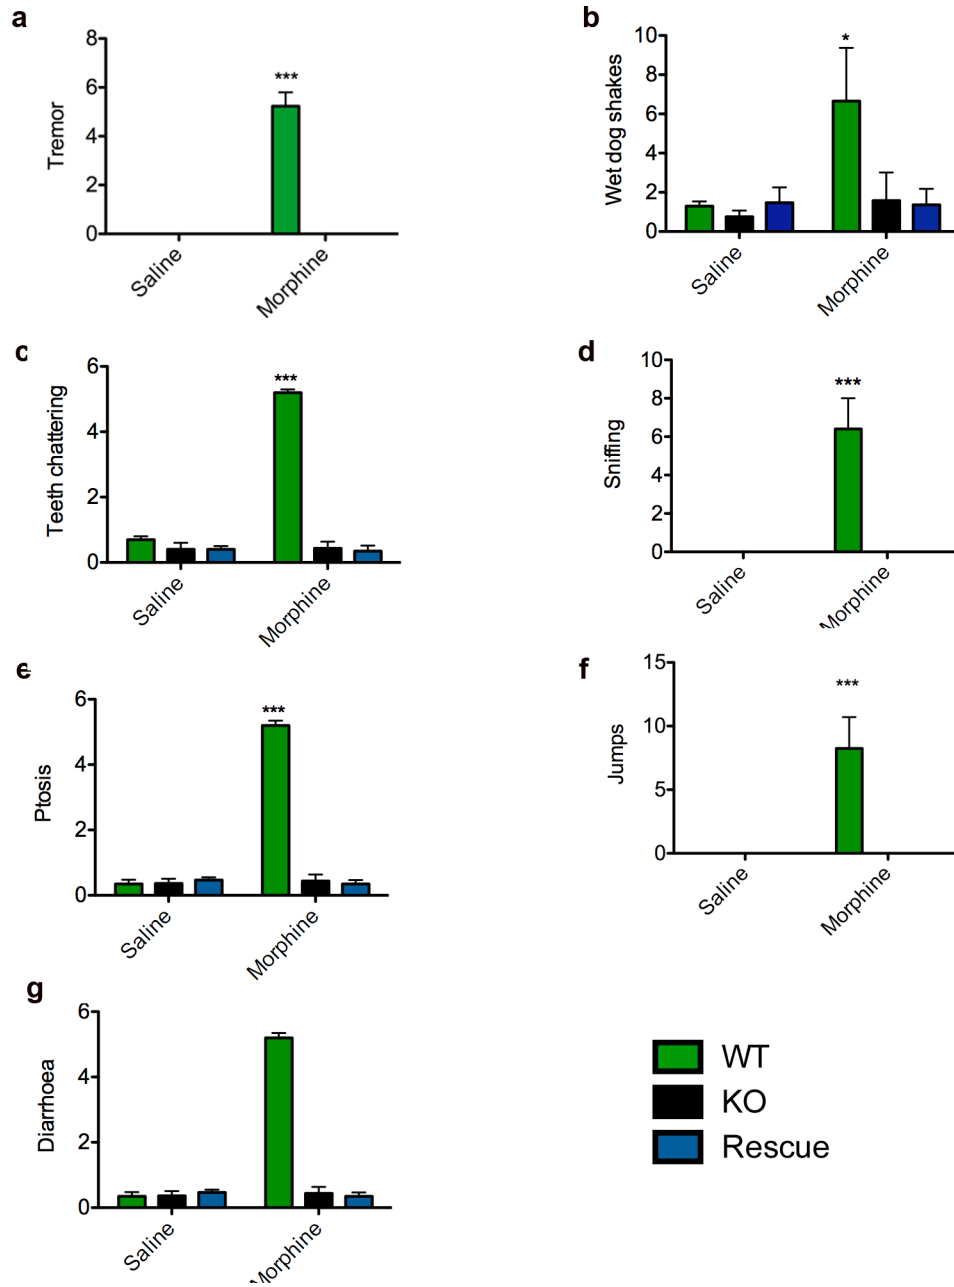 a
8
6
4
2
0
Tremor
***
Saline
Morphine
b
10
8
6
4
2
0
Wet dog shakes
*
Saline
Morphine
c
6
4
2
0
Teeth chattering
***
Saline
Morphine
d
10
8
6
4
2
0
Sniffing
***
Saline
Morphine
e
6
4
2
0
Ptosis
***
Saline
Morphine
f
15
10
5
0
Jumps
***
Saline
Morphine
g
6
4
2
0
Diarrhoea
Saline
Morphine
WT
KO
Rescue